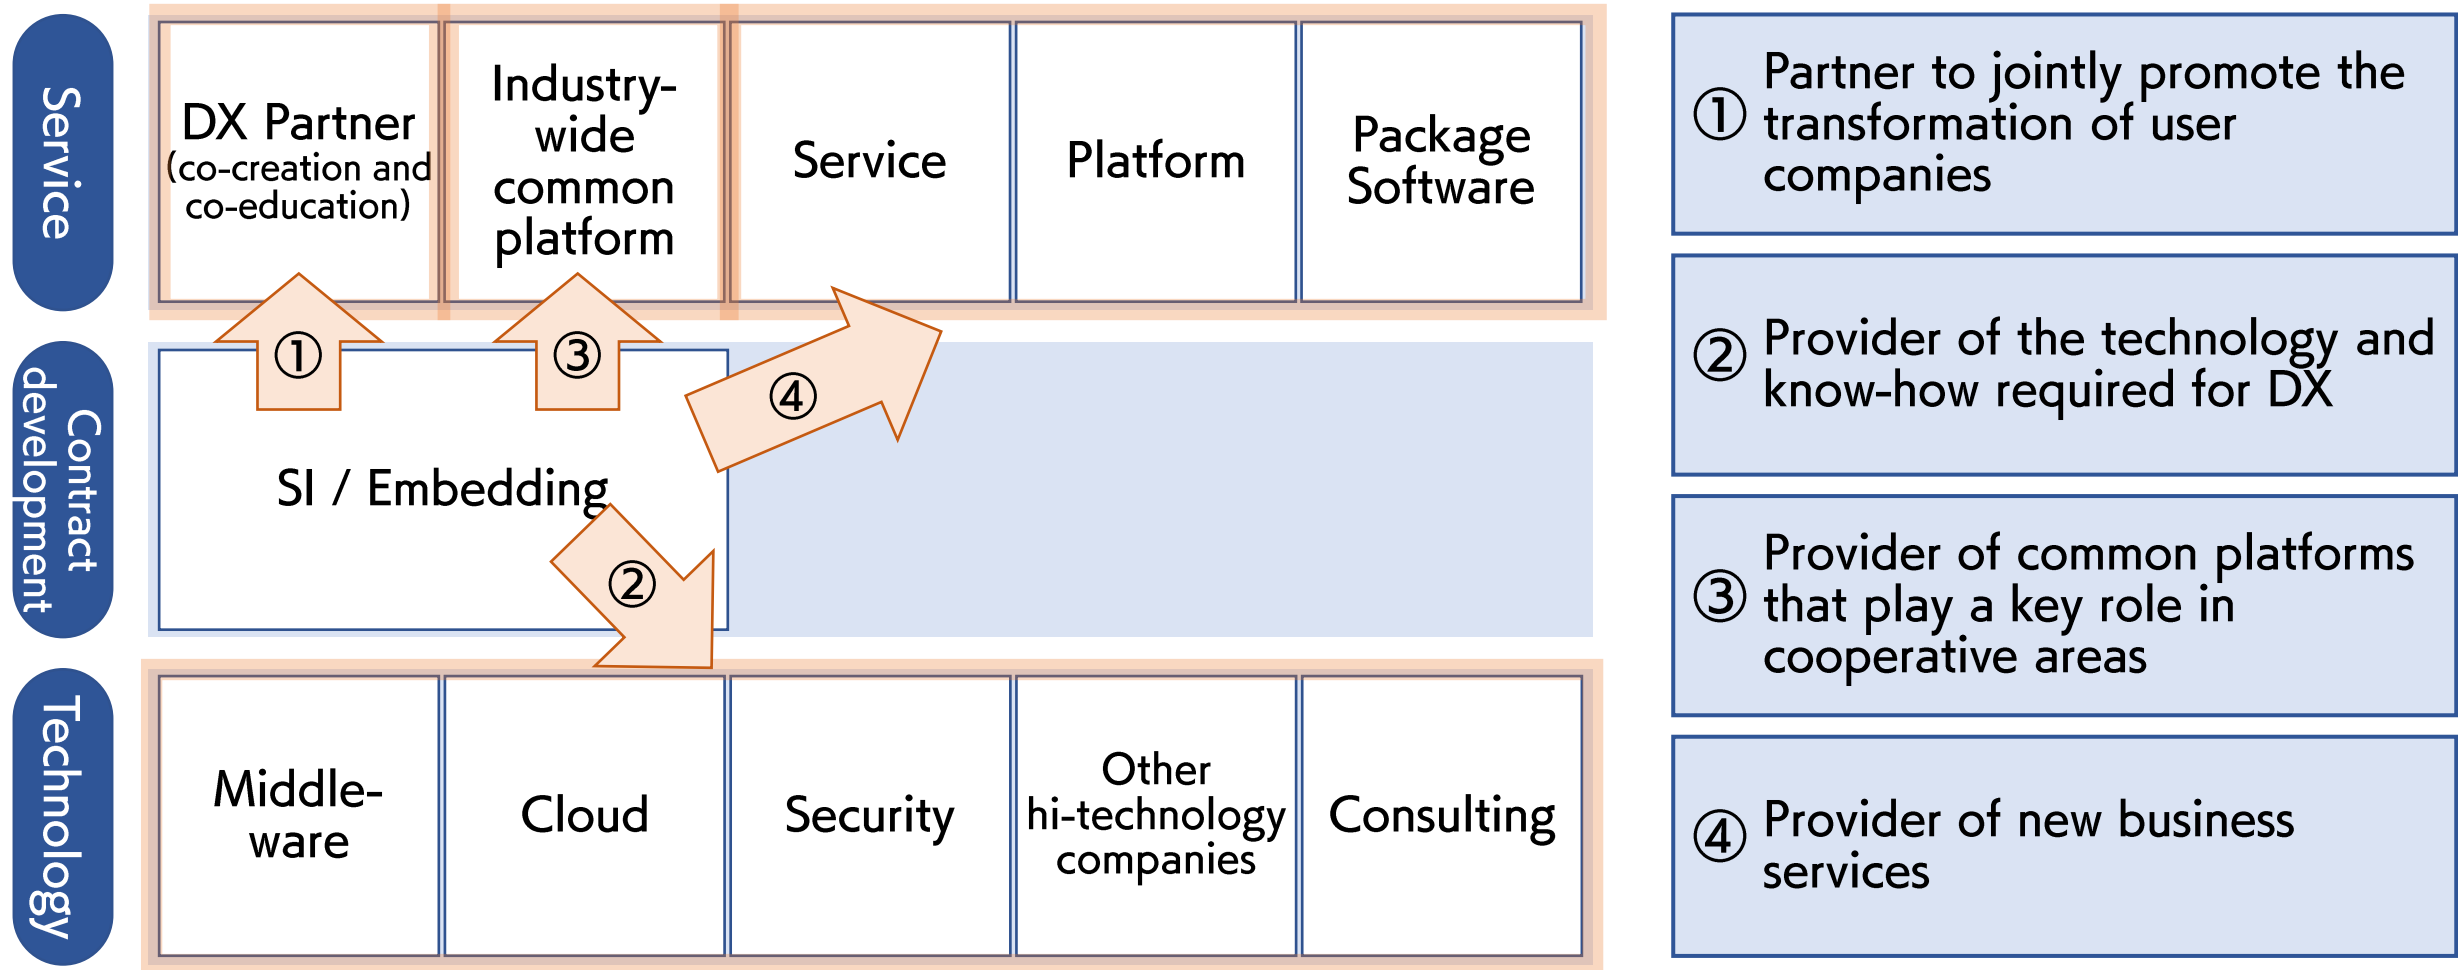 Service
DX Partner
(co-creation and
co-education)
Industry-
wide
common
platform
Service
Platform
Package
Software
Contract
development
①
③
④
SI / Embedding
②
Technology
Middle-
ware
Cloud
Security
Other
hi-technology
companies
Consulting
① Partner to jointly promote the
transformation of user
companies
② Provider of the technology and
know-how required for DX
③ Provider of common platforms
that play a key role in
cooperative areas
④ Provider of new business
services